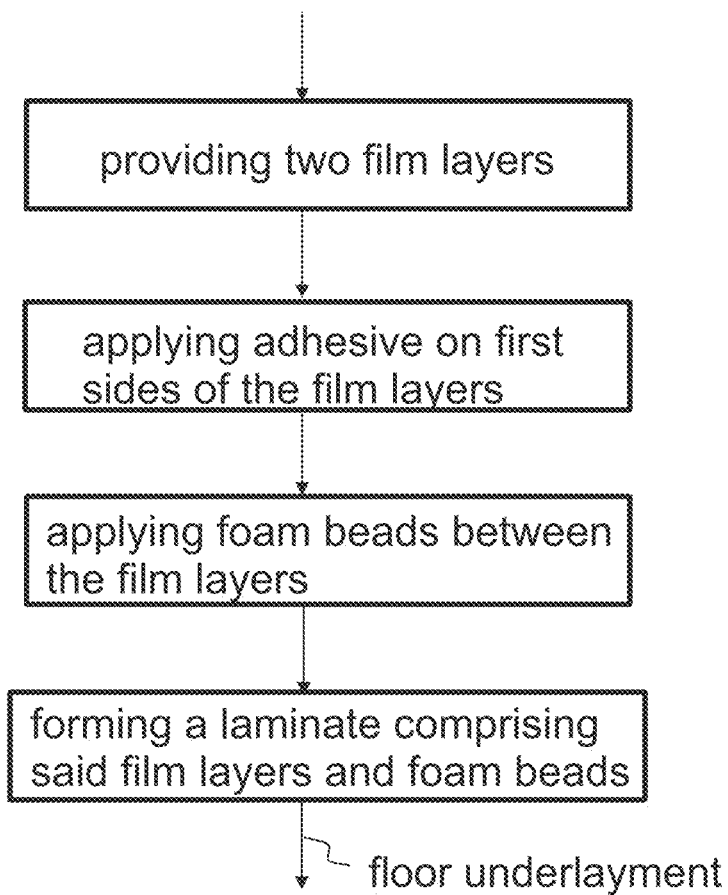 providing two film layers
applying adhesive on first
sides of the film layers
applying foam beads between
the film layers
forming a laminate comprising
said film layers and foam beads
floor underlayment